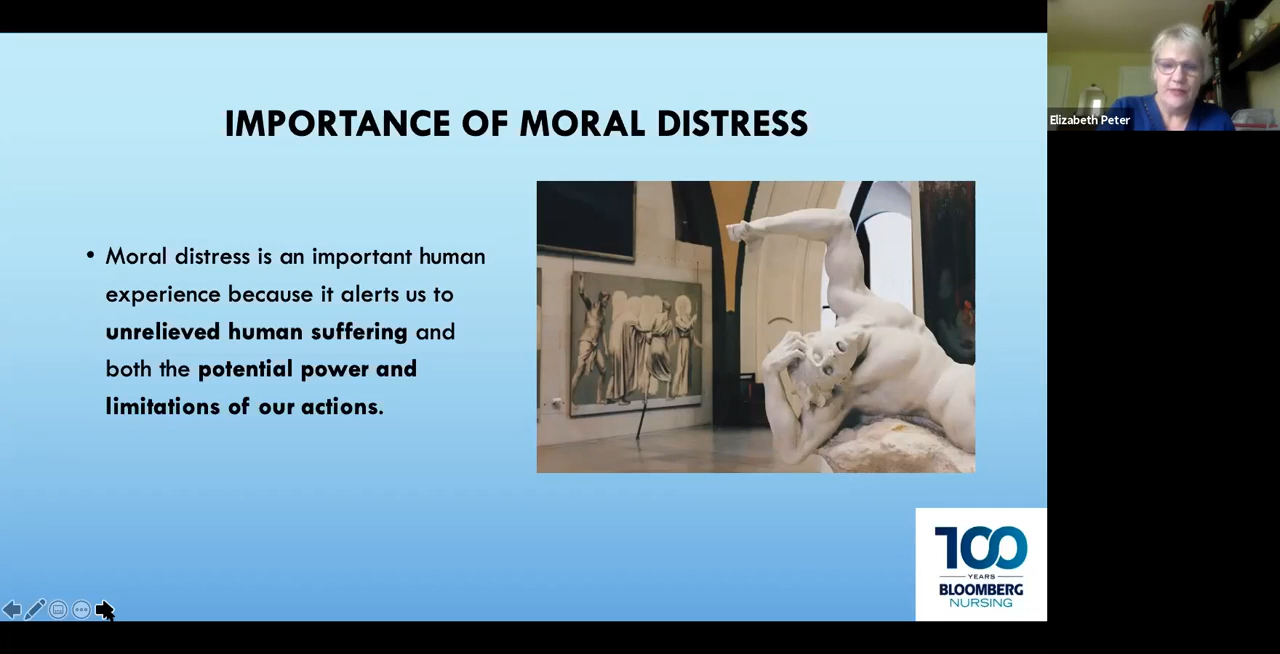 IMPORTANCE OF MORAL DISTRESS
• Moral distress is an important human
experience because it alerts us to
unrelieved human suffering and
both the potential power and
limitations of our actions.
Elizabeth Peter
100
YEARS
BLOOMBERG
NURSING